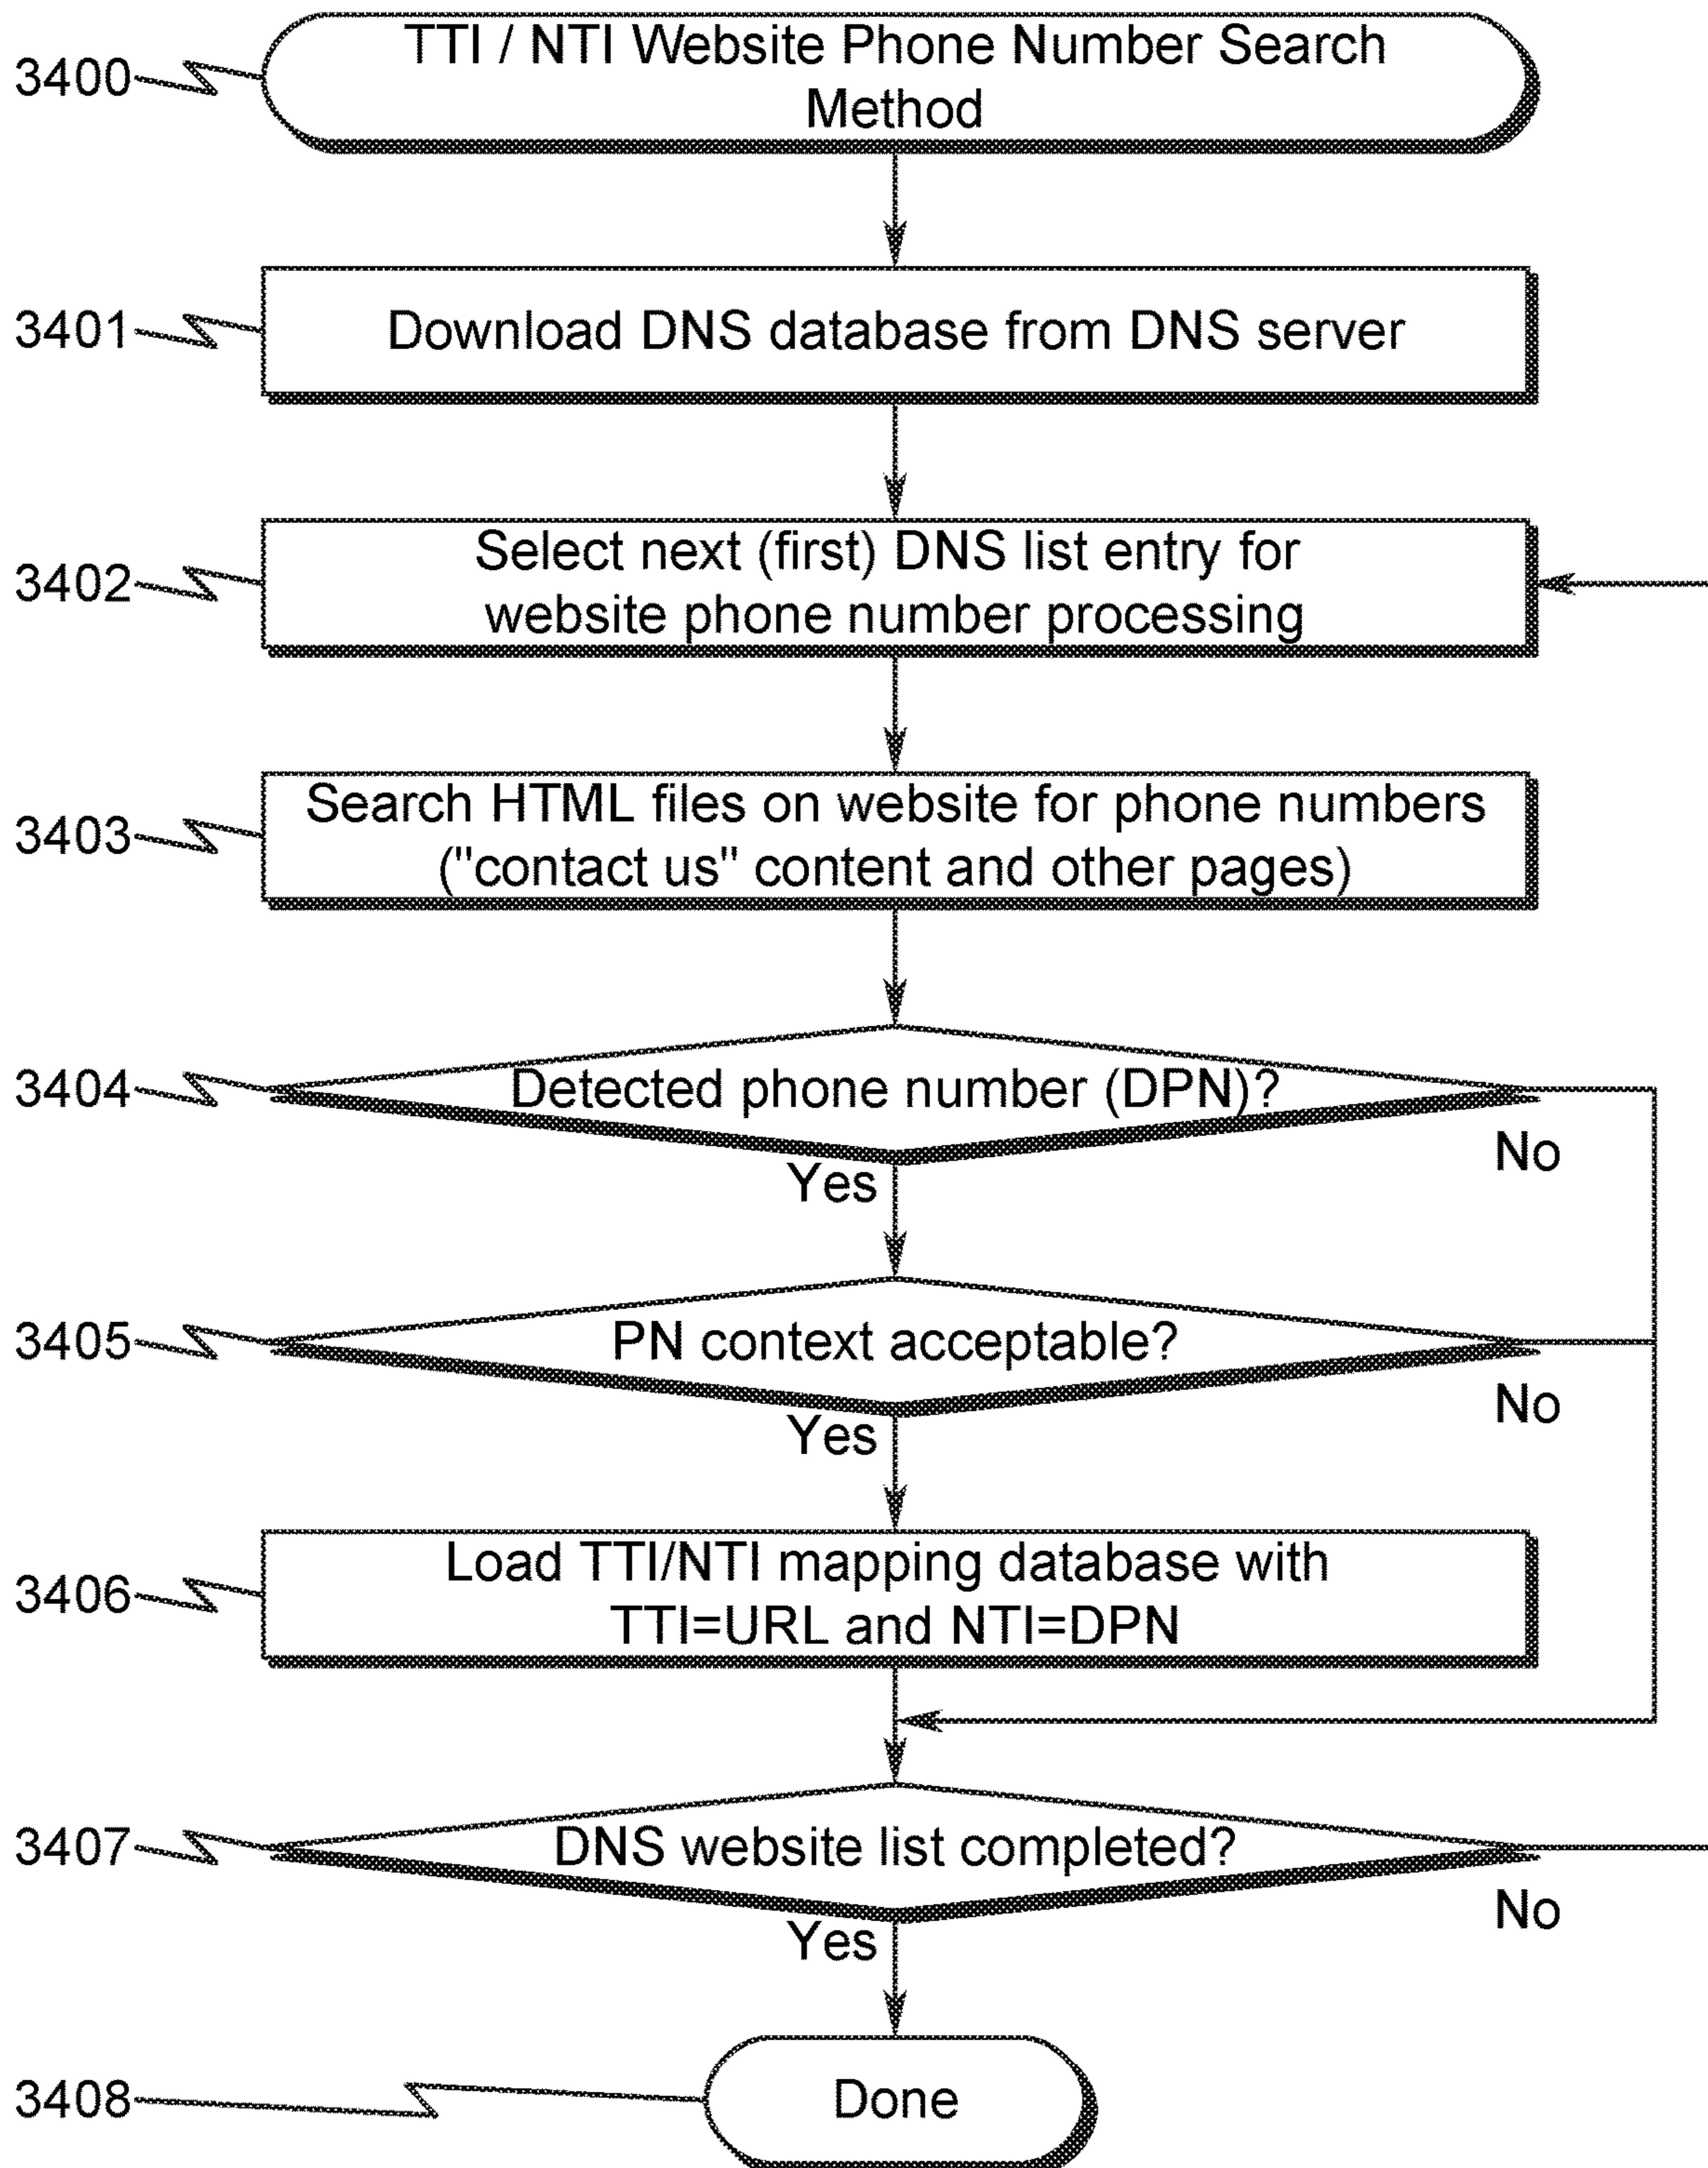 3400
TTI / NTI Website Phone Number Search
Method
3401
Download DNS database from DNS server
3402
Select next (first) DNS list entry for
website phone number processing
3403
Search HTML files on website for phone numbers
("contact us" content and other pages)
3404
Detected phone number (DPN)?
No
Yes
3405
PN context acceptable?
No
Yes
3406
Load TTI/NTI mapping database with
TTI=URL and NTI=DPN
3407
DNS website list completed?
No
Yes
3408
Done